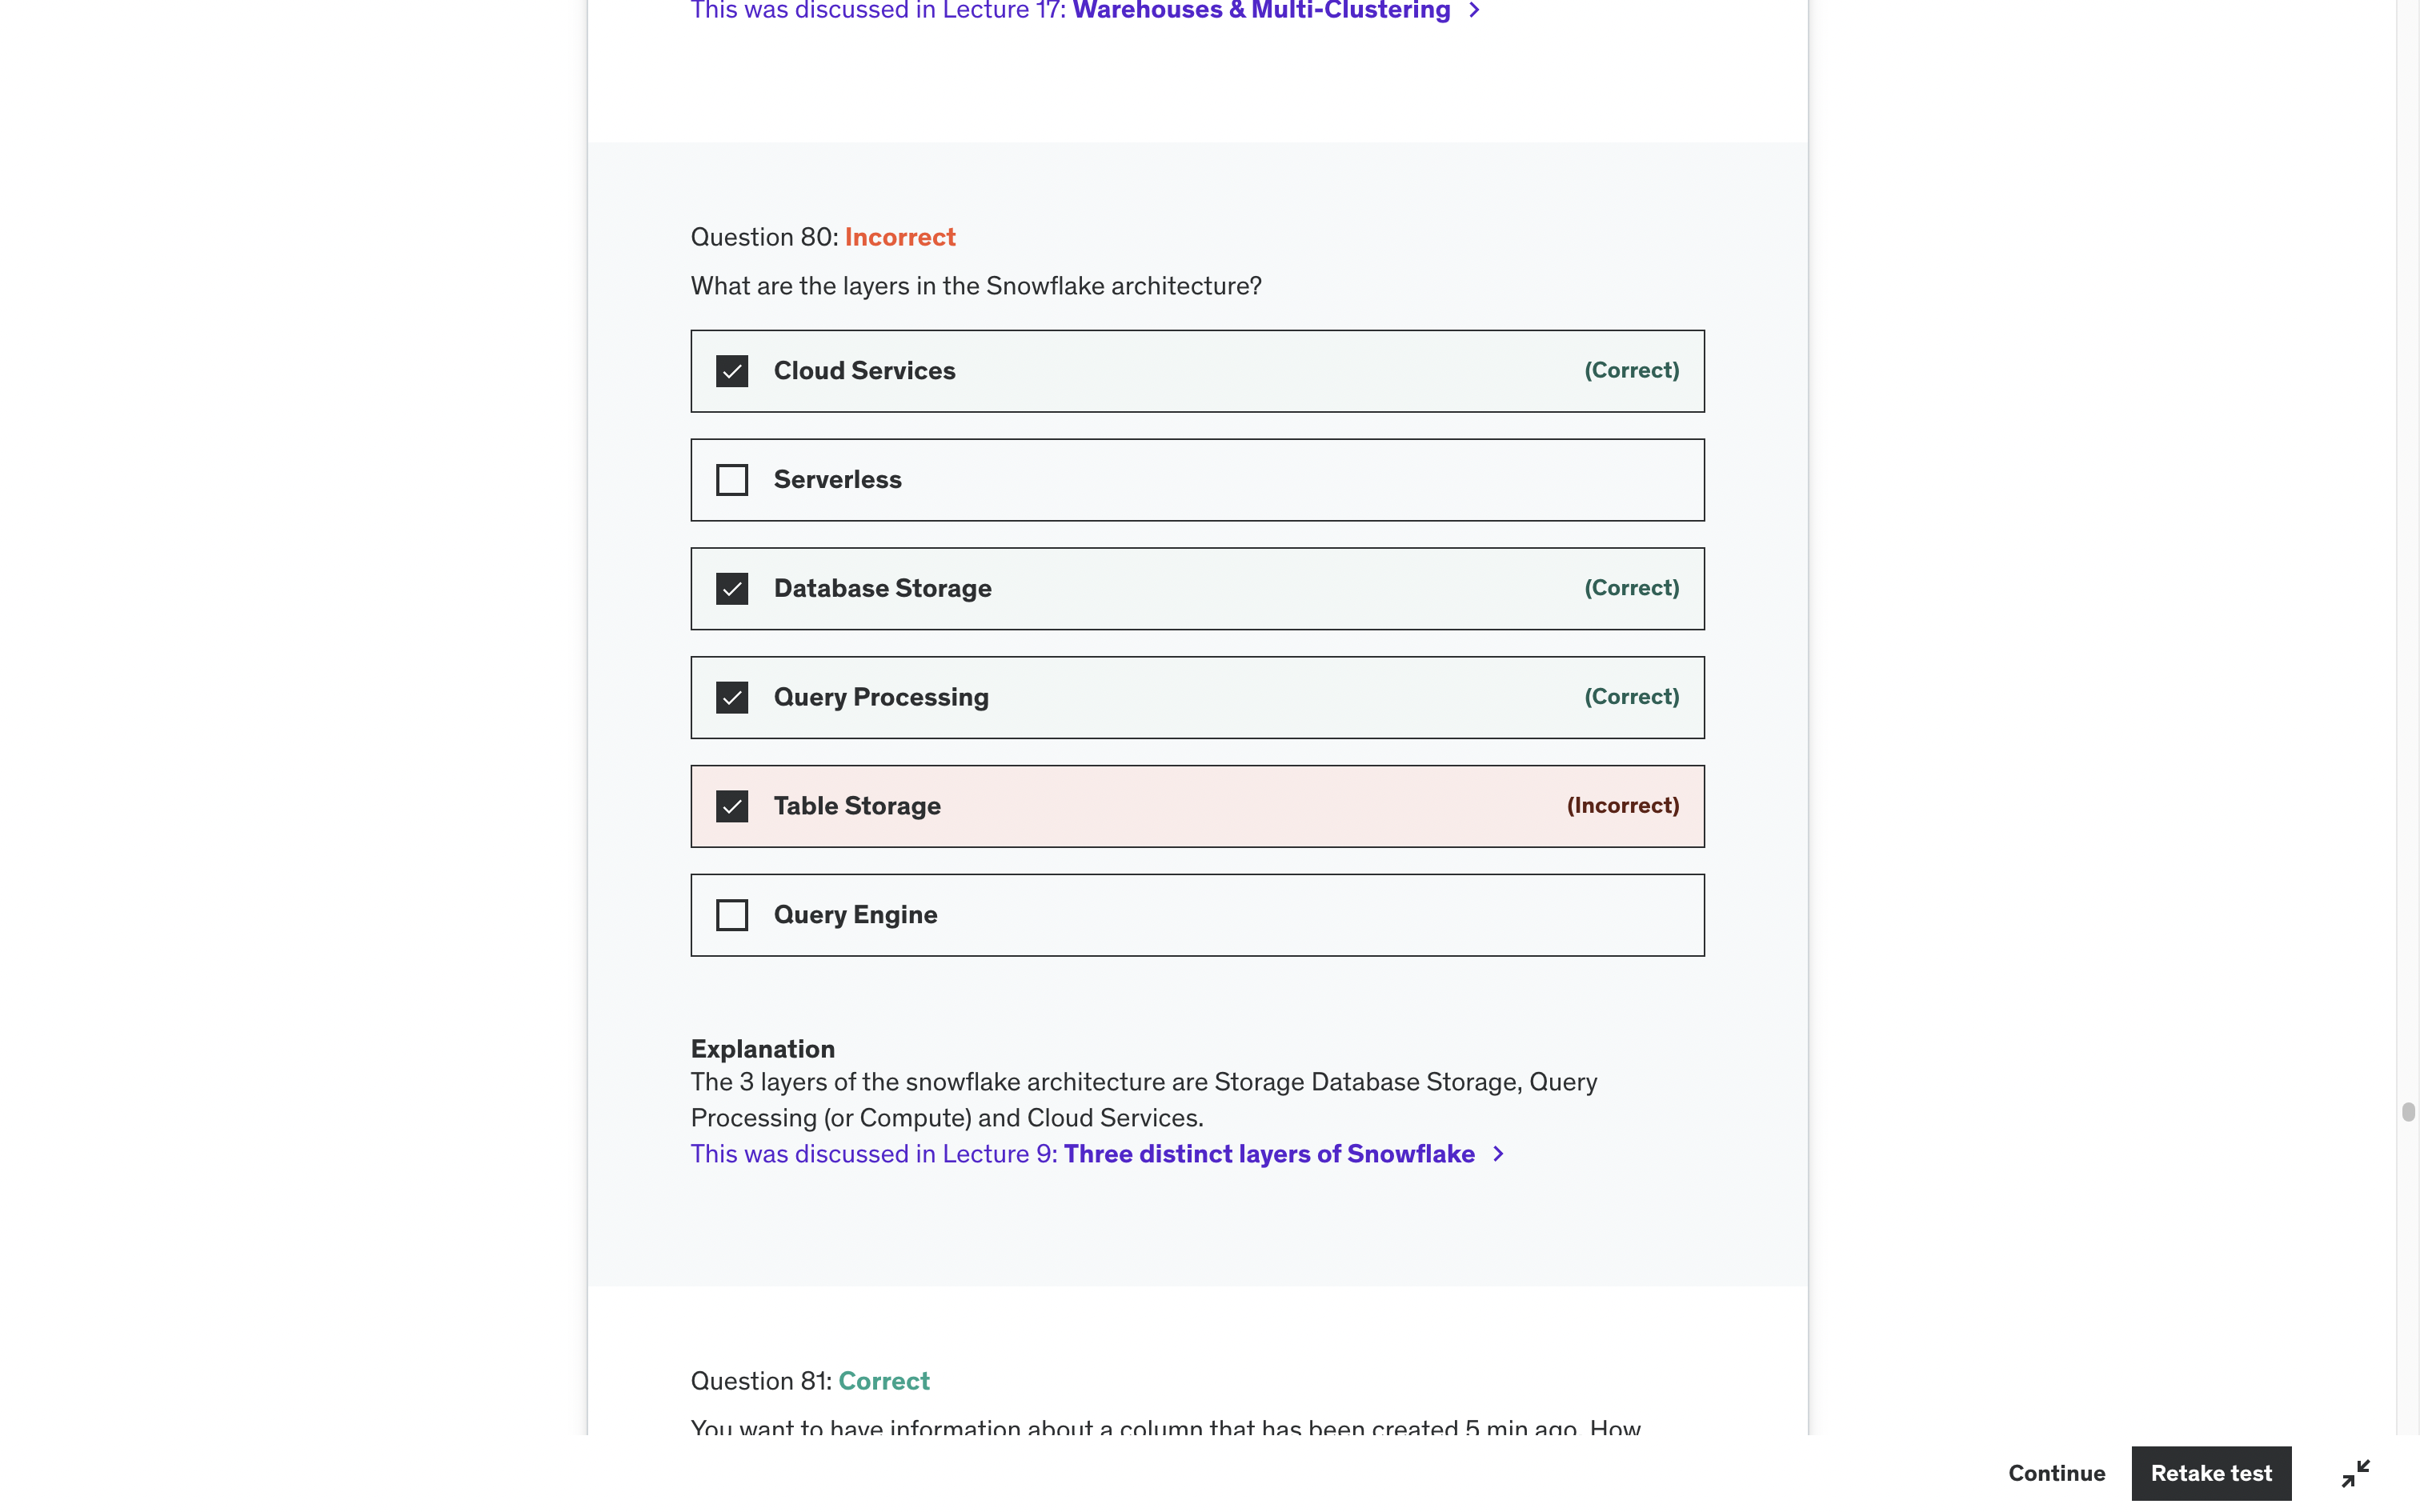 This was discussed in Lecture 17: Warehouses & Multi-Clustering
Question 80: Incorrect
What are the layers in the Snowflake architecture?
Cloud Services (Correct)
Serverless
Database Storage (Correct)
Query Processing (Correct)
Table Storage (Incorrect)
Query Engine
Explanation
The 3 layers of the snowflake architecture are Storage Database Storage, Query
Processing (or Compute) and Cloud Services.
This was discussed in Lecture 9: Three distinct layers of Snowflake
Question 81: Correct
You want to have information about a column that has been created 5 min ago. How
Continue Retake test